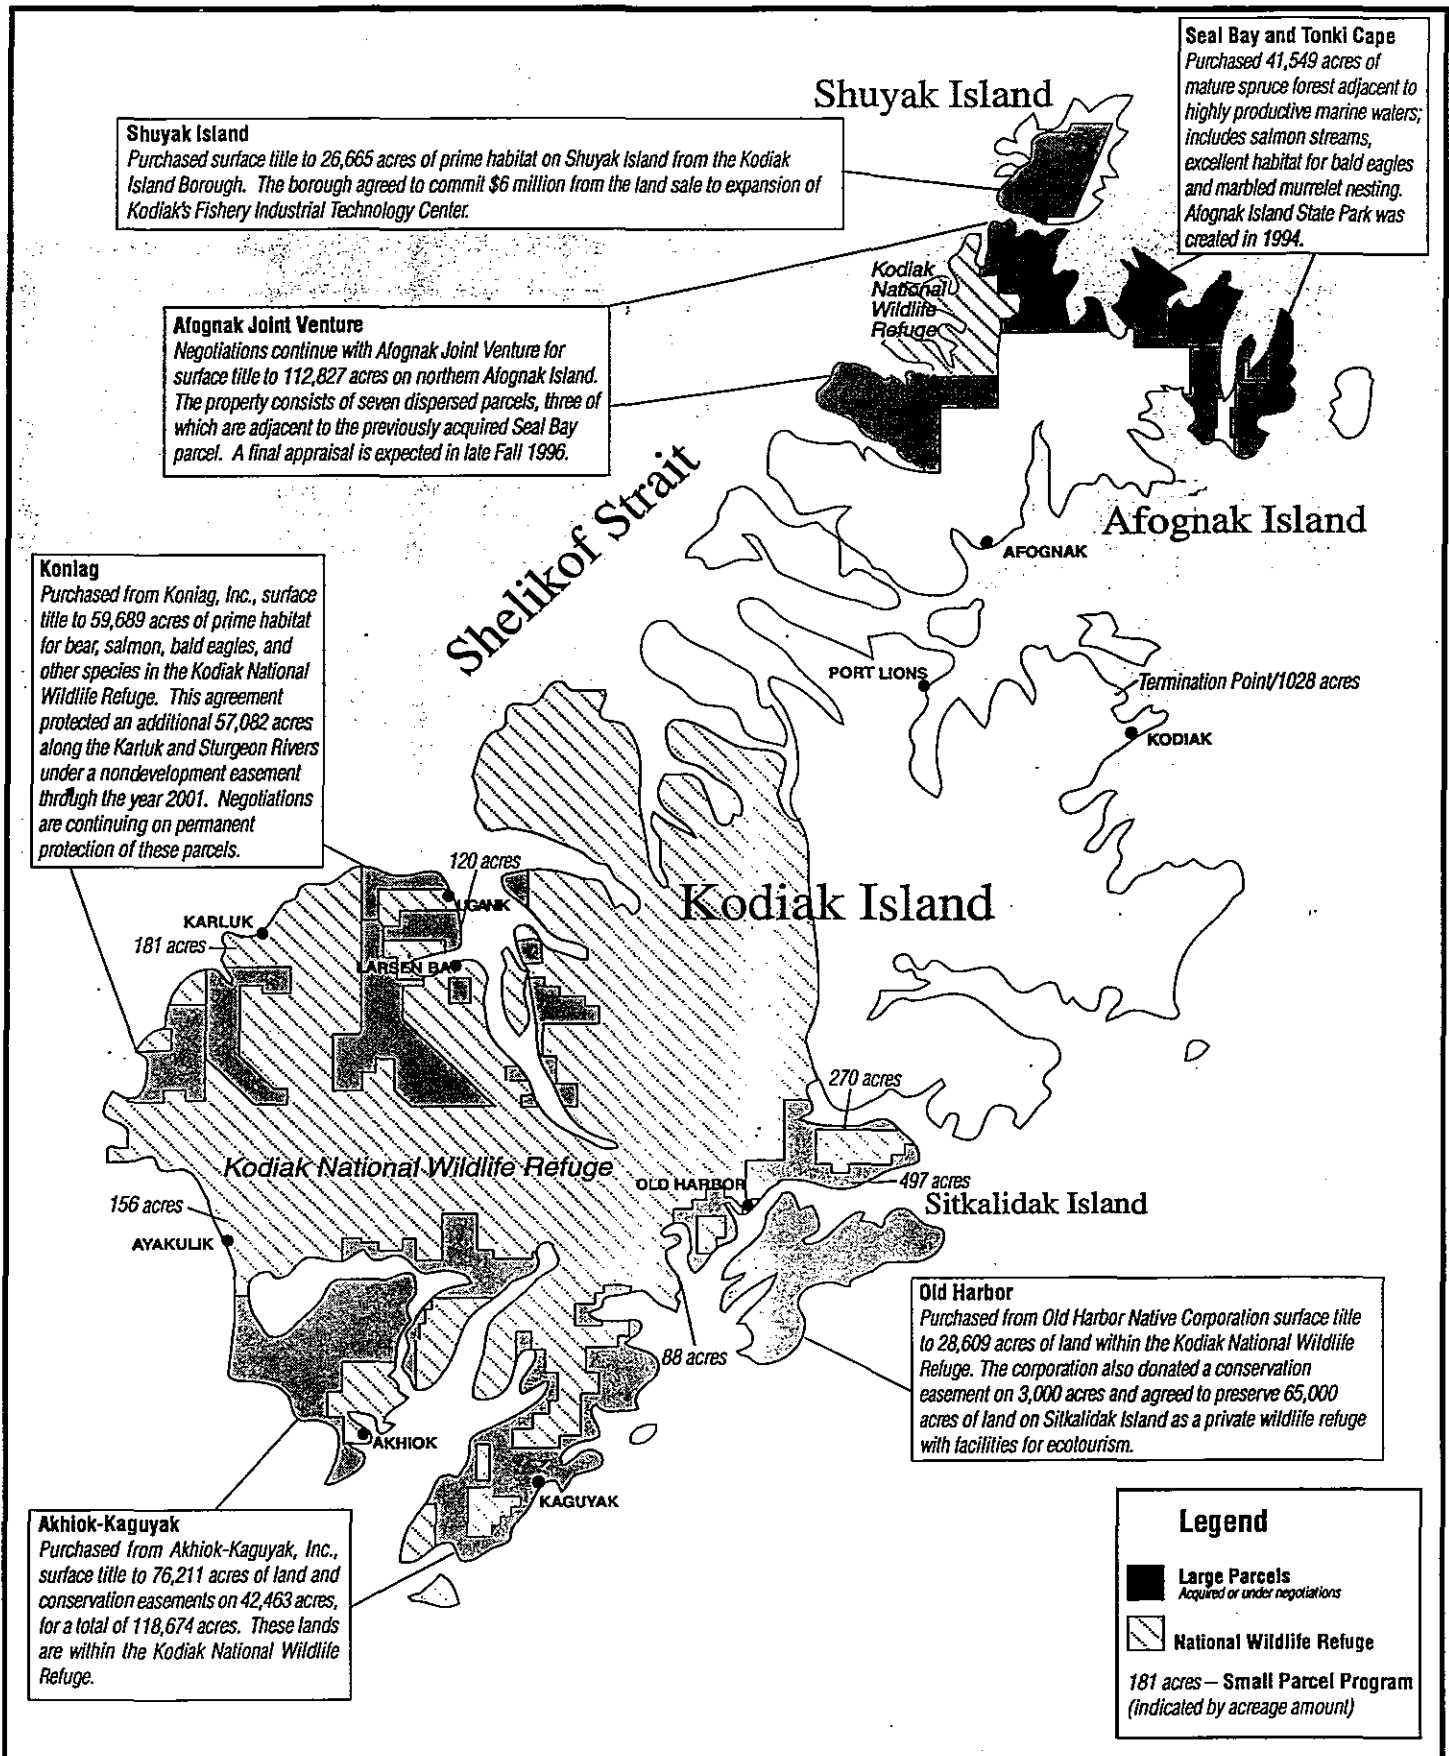 Shuyak Island
Seal Bay and Tonki Cape
Purchased 41,549 acres of
mature spruce forest adjacent to
highly productive marine waters;
includes salmon streams,
excellent habitat for bald eagles
and marbled murrelet nesting.
Afognak Island State Park was
created in 1994.
Shuyak Island
Purchased surface title to 26,665 acres of prime habitat on Shuyak Island from the Kodiak
Island Borough. The borough agreed to commit $6 million from the land sale to expansion of
Kodiak's Fishery Industrial Technology Center.
Kodiak
National
Wildlife
Refuge
Afognak Joint Venture
Negotiations continue with Afognak Joint Venture for
surface title to 112,827 acres on northern Afognak Island.
The property consists of seven dispersed parcels, three of
which are adjacent to the previously acquired Seal Bay
parcel. A final appraisal is expected in late Fall 1996.
Shelikof Strait
Afognak Island
AFOGNAK
Koniag
Purchased from Koniag, Inc., surface
title to 59,689 acres of prime habitat
for bear, salmon, bald eagles, and
other species in the Kodiak National
Wildlife Refuge. This agreement
protected an additional 57,082 acres
along the Karluk and Sturgeon Rivers
under a nondevelopment easement
through the year 2001. Negotiations
are continuing on permanent
protection of these parcels.
PORT LIONS
Termination Point/1028 acres
KODIAK
120 acres
UGANIK
Kodiak Island
KARLUK
181 acres
LARSEN BAY
270 acres
Kodiak National Wildlife Refuge
OLD HARBOR
497 acres
Sitkalidak Island
156 acres
AYAKULIK
88 acres
Old Harbor
Purchased from Old Harbor Native Corporation surface title
to 28,609 acres of land within the Kodiak National Wildlife
Refuge. The corporation also donated a conservation
easement on 3,000 acres and agreed to preserve 65,000
acres of land on Sitkalidak Island as a private wildlife refuge
with facilities for ecotourism.
AKHIOK
KAGUYAK
Akhiok-Kaguyak
Purchased from Akhiok-Kaguyak, Inc.,
surface title to 76,211 acres of land and
conservation easements on 42,463 acres,
for a total of 118,674 acres. These lands
are within the Kodiak National Wildlife
Refuge.
Legend
Large Parcels
Acquired or under negotiations
National Wildlife Refuge
181 acres – Small Parcel Program
(indicated by acreage amount)